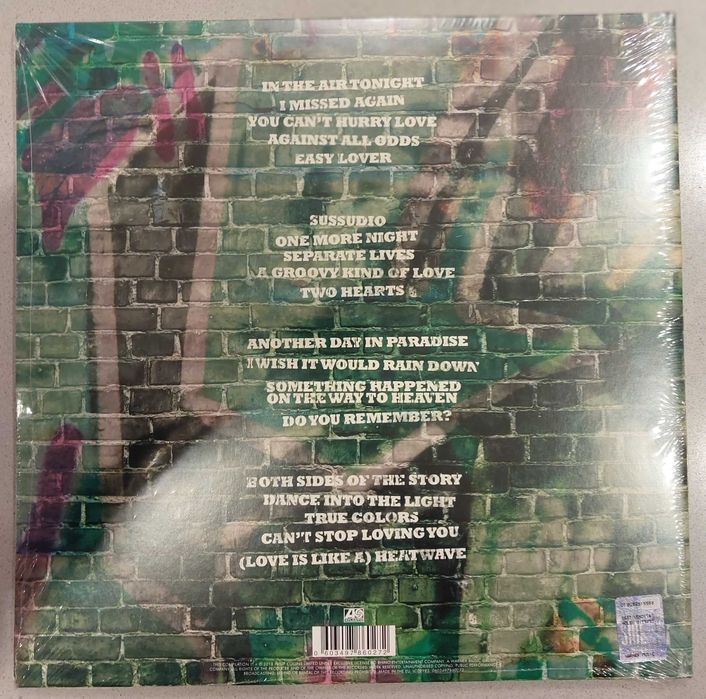 IN THE AIR TONIGHT
I MISSED AGAIN
YOU CAN'T HURRY LOVE
AGAINST ALL ODDS
EASY LOVER
SUSSUDIO
ONE MORE NIGHT
SEPARATE LIVES
A GROOVY KIND OF LOVE
TWO HEARTS
ANOTHER DAY IN PARADISE
I WISH IT WOULD RAIN DOWN
SOMETHING HAPPENED
ON THE WAY TO HEAVEN
DO YOU REMEMBER?
BOTH SIDES OF THE STORY
DANCE INTO THE LIGHT
TRUE COLORS
CAN'T STOP LOVING YOU
(LOVE IS LIKE A) HEATWAVE
0 603497 860272